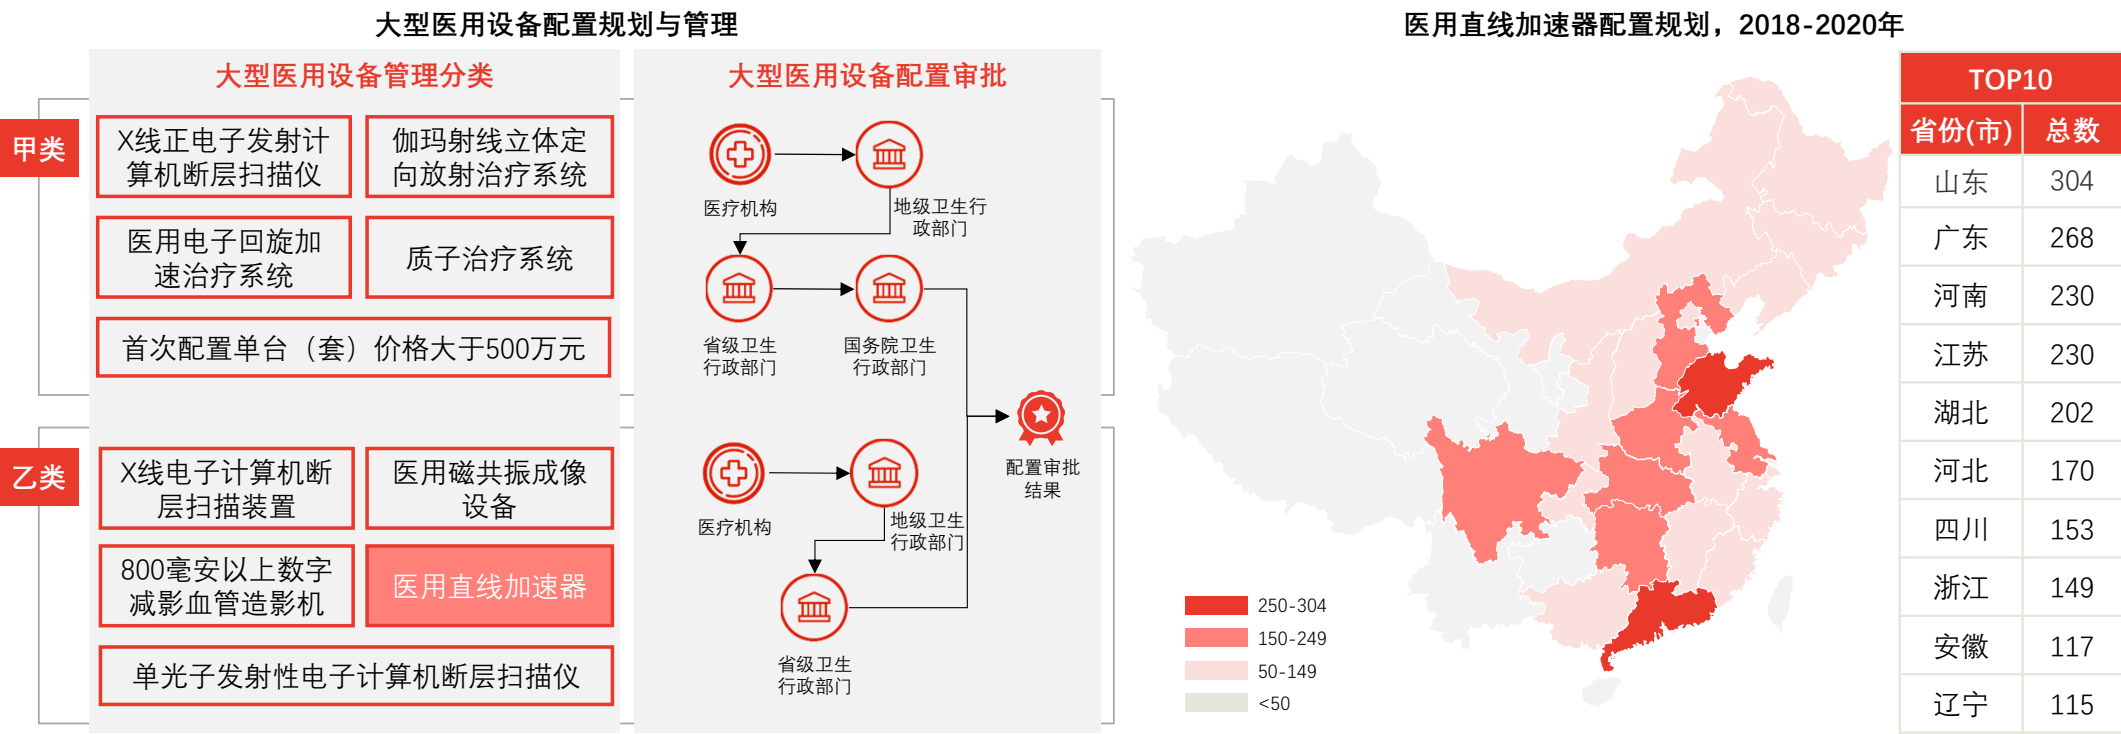 大型医用设备配置规划与管理
大型医用设备管理分类
甲类
X线正电子发射计
算机断层扫描仪
伽玛射线立体定
向放射治疗系统
医用电子回旋加
速治疗系统
质子治疗系统
首次配置单台（套）价格大于500万元
乙类
X线电子计算机断
层扫描装置
医用磁共振成像
设备
800毫安以上数字
减影血管造影机
医用直线加速器
单光子发射性电子计算机断层扫描仪
大型医用设备配置审批
医疗机构
地级卫生行
政部门
省级卫生
行政部门
国务院卫生
行政部门
医疗机构
地级卫生
行政部门
省级卫生
行政部门
配置审批
结果
医用直线加速器配置规划，2018-2020年
250-304
150-249
50-149
<50
TOP10
省份(市) 总数
山东 304
广东 268
河南 230
江苏 230
湖北 202
河北 170
四川 153
浙江 149
安徽 117
辽宁 115